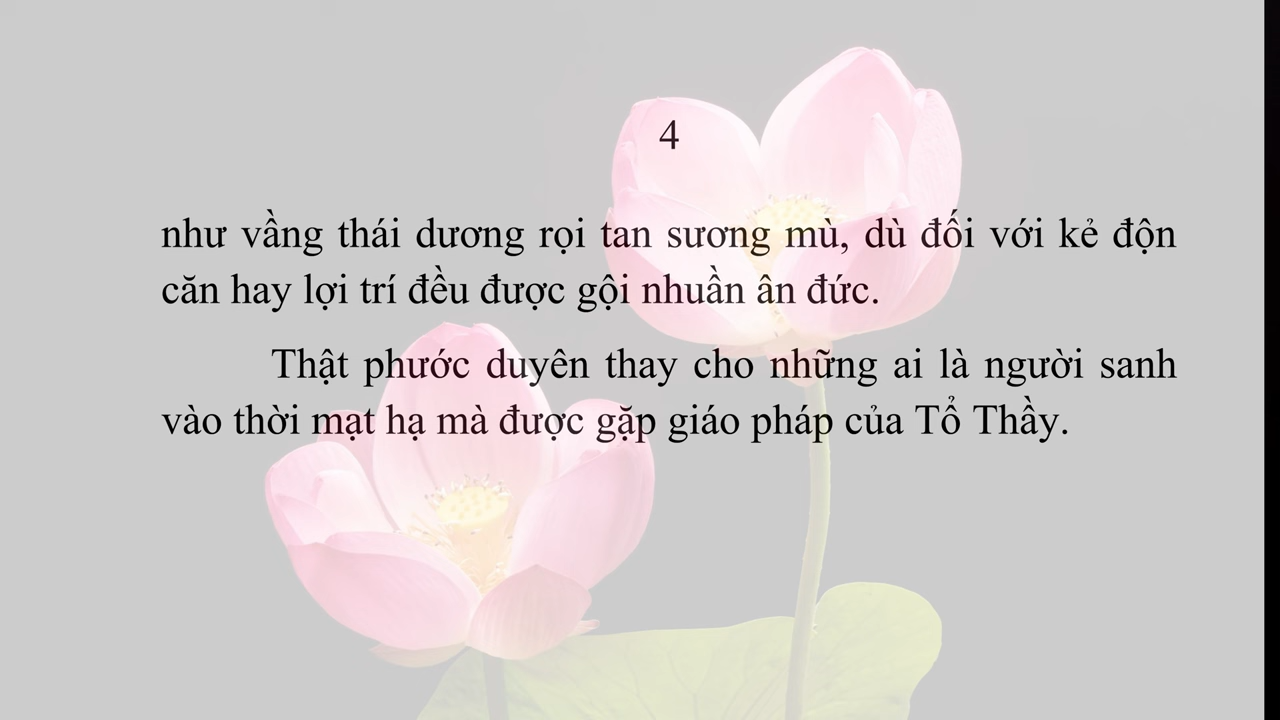 4
như vầng thái dương rọi tan sương mù, dù đối với kẻ độn
căn hay lợi trí đều được gội nhuần ân đức.
Thật phước duyên thay cho những ai là người sanh
vào thời mạt hạ mà được gặp giáo pháp của Tổ Thầy.